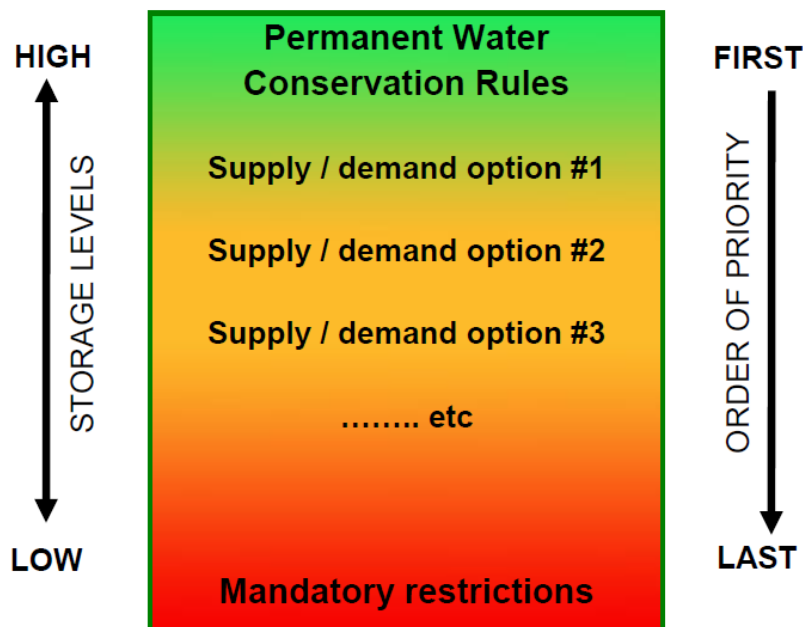 HIGH
STORAGE LEVELS
LOW
Permanent Water
Conservation Rules
Supply / demand option #1
Supply / demand option #2
Supply / demand option #3
........ etc
Mandatory restrictions
FIRST
ORDER OF PRIORITY
LAST